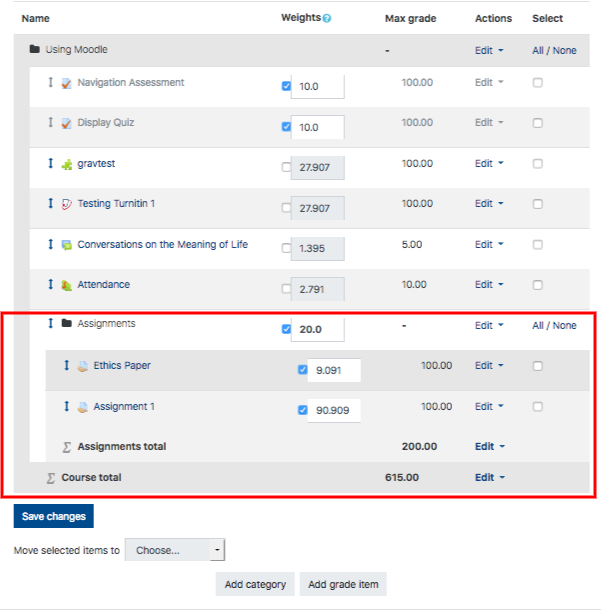 Name Weights Max grade Actions Select
Using Moodle - Edit All / None
Navigation Assessment 10.0 100.00 Edit
Display Quiz 10.0 100.00 Edit
gravtest 27.907 100.00 Edit
Testing Turnitin 1 27.907 100.00 Edit
Conversations on the Meaning of Life 1.395 5.00 Edit
Attendance 2.791 10.00 Edit
Assignments 20.0 - Edit All / None
Ethics Paper 9.091 100.00 Edit
Assignment 1 90.909 100.00 Edit
∑ Assignments total 200.00 Edit
∑ Course total 615.00 Edit
Save changes
Move selected items to Choose...
Add category Add grade item